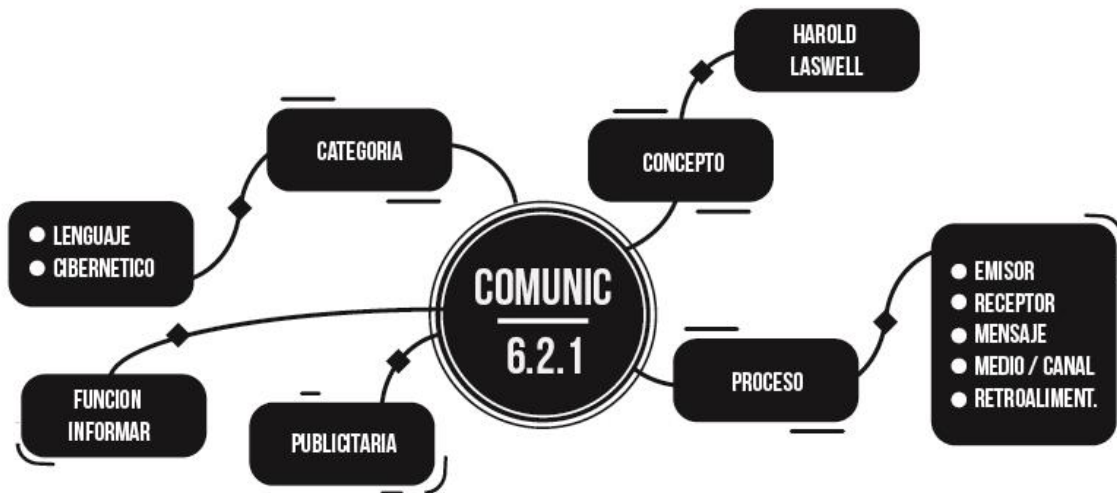 HAROLD
LASWELL
CATEGORIA
CONCEPTO
LENGUAJE
CIBERNETICO
COMUNIC
6.2.1
EMISOR
RECEPTOR
MENSAJE
MEDIO / CANAL
RETROALIMENT.
PROCESO
FUNCION
INFORMAR
PUBLICITARIA